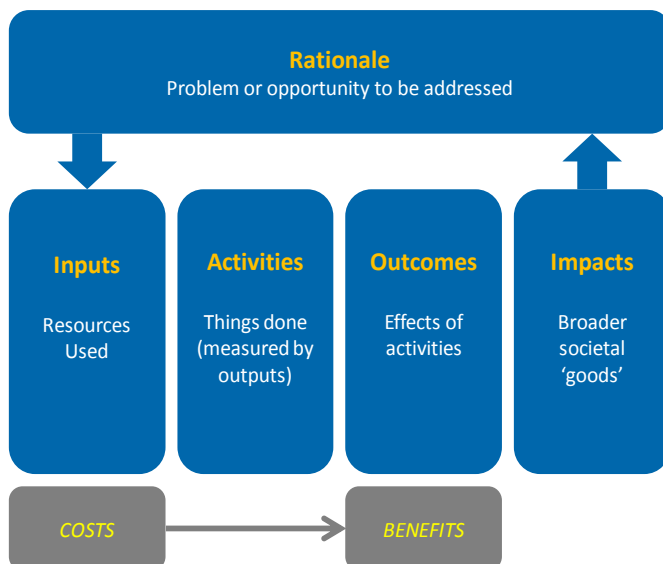 Rationale
Problem or opportunity to be addressed
Inputs
Resources
Used
Activities
Things done
(measured by
outputs)
Outcomes
Effects of
activities
Impacts
Broader
societal
‘goods’
COSTS
BENEFITS